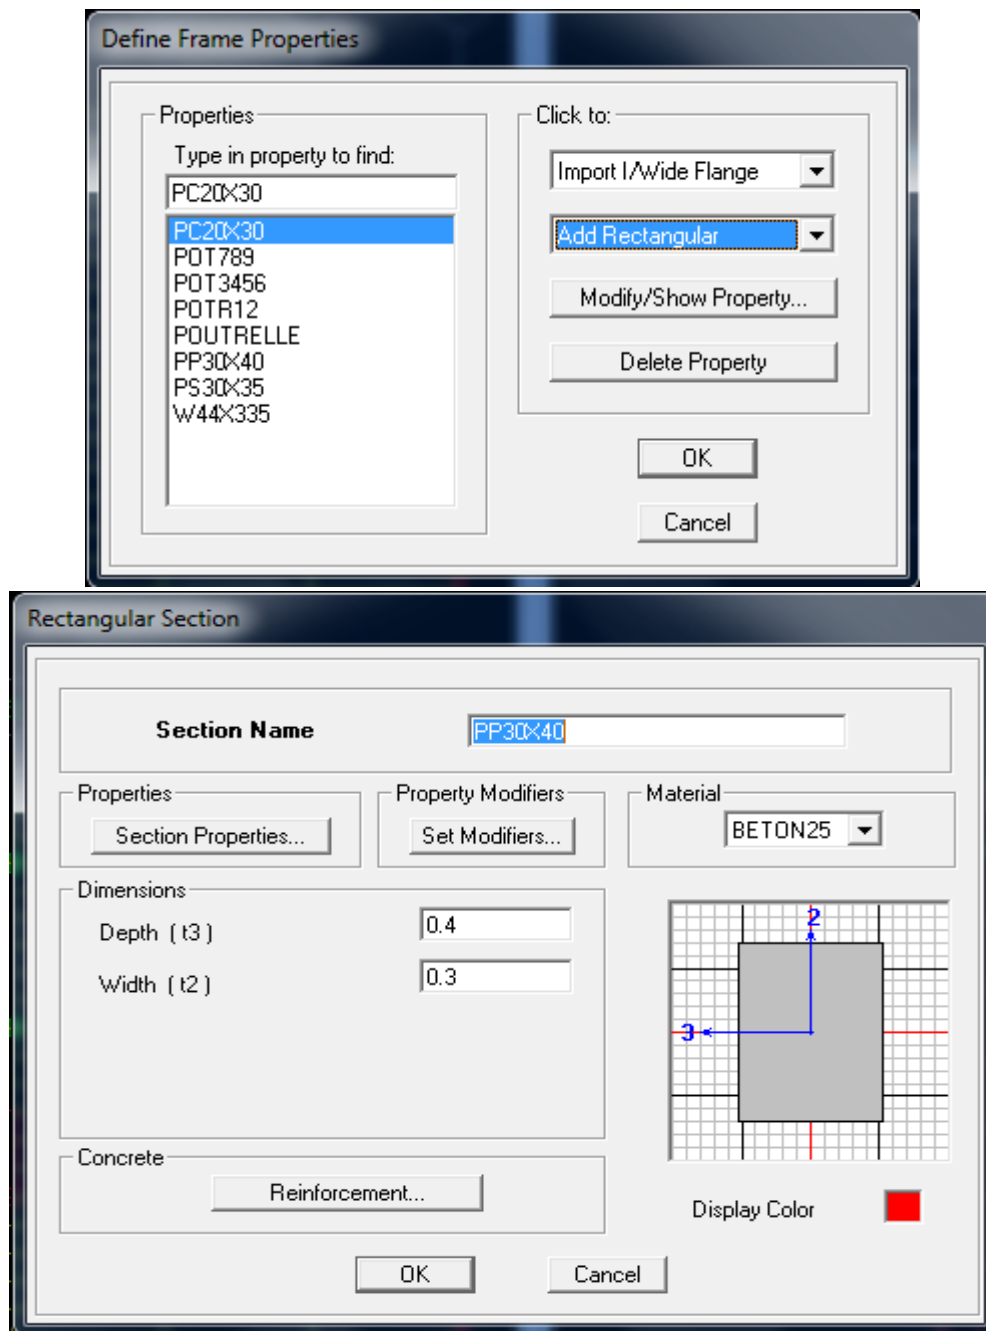 Define Frame Properties
Properties
Type in property to find:
PC20X30
PC20X30
POT789
POT3456
POTR12
POUTRELLE
PP30X40
PS30X35
W44X335
Click to:
Import I/Wide Flange
Add Rectangular
Modify/Show Property...
Delete Property
OK
Cancel
Rectangular Section
Section Name
PP30X40
Properties
Section Properties...
Property Modifiers
Set Modifiers...
Material
BETON25
Dimensions
Depth ( t3 )
0.4
Width ( t2 )
0.3
2
3
Concrete
Reinforcement...
Display Color
OK
Cancel